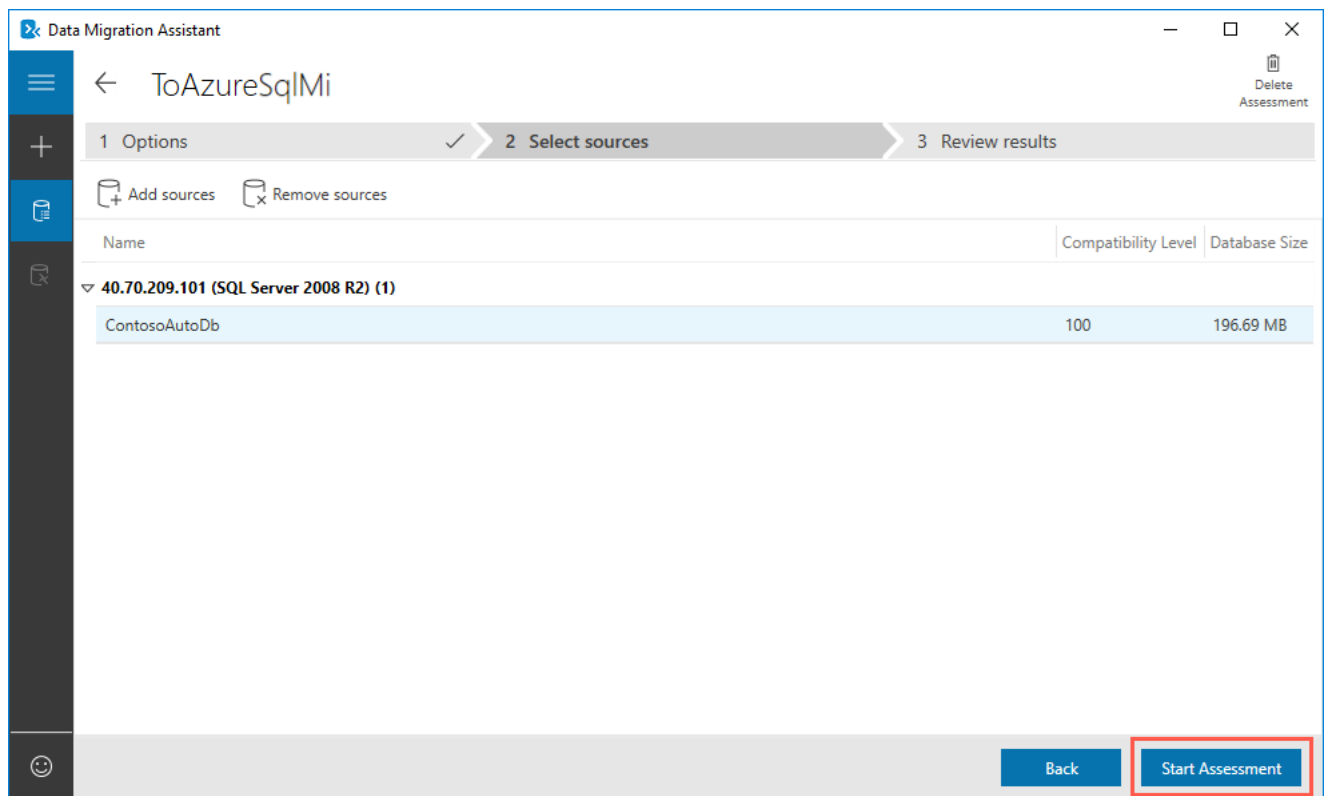 Data Migration Assistant
ToAzureSqlMi
Delete
Assessment
1 Options
2 Select sources
3 Review results
Add sources
Remove sources
Name
Compatibility Level
Database Size
40.70.209.101 (SQL Server 2008 R2) (1)
ContosoAutoDb
100
196.69 MB
Back
Start Assessment